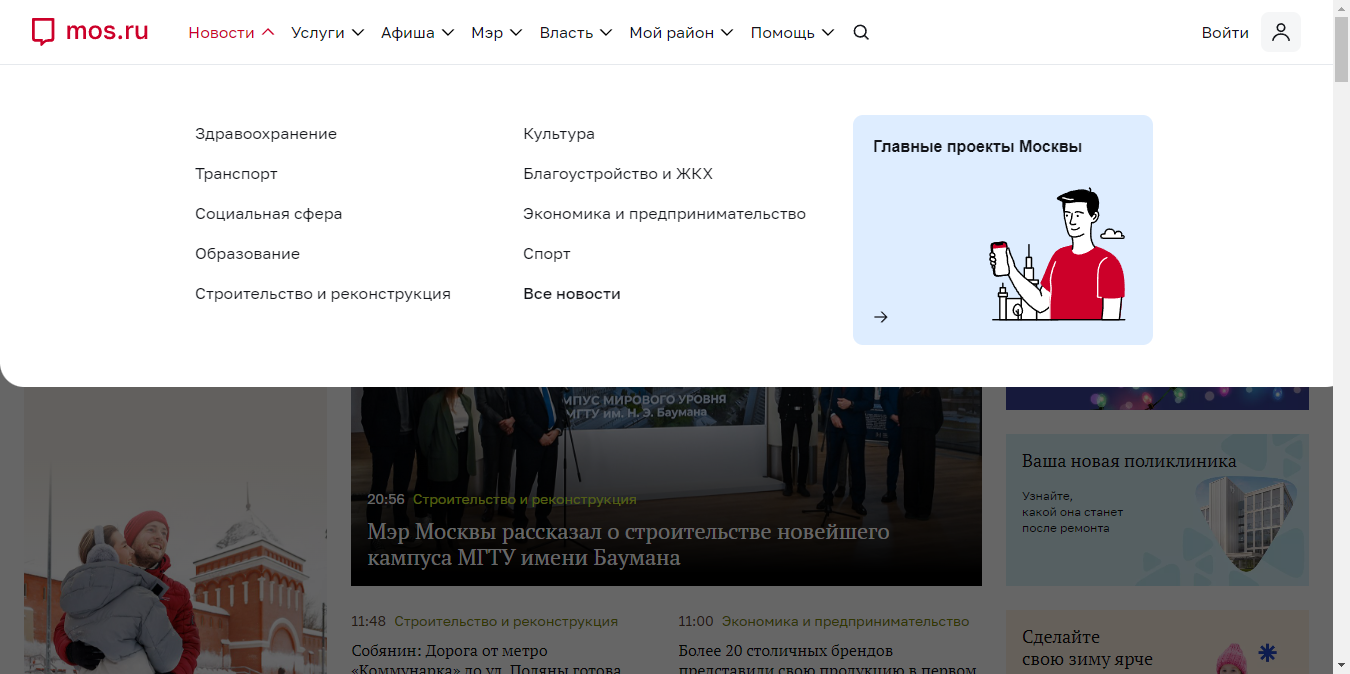 mos.ru
Новости
Услуги
Афиша
Мэр
Власть
Мой район
Помощь
Войти
Здравоохранение
Транспорт
Социальная сфера
Образование
Строительство и реконструкция
Культура
Благоустройство и ЖКХ
Экономика и предпринимательство
Спорт
Все новости
Главные проекты Москвы
МПУС МИРОВОГО УРОВНЯ
МГТУ им. Н. Э. Баумана
20:56 Строительство и реконструкция
Мэр Москвы рассказал о строительстве новейшего
кампуса МГТУ имени Баумана
11:48 Строительство и реконструкция
Собянин: Дорога от метро
«Коммунарка» до ул. Поляны готова
11:00 Экономика и предпринимательство
Более 20 столичных брендов
представили свою продукцию в первом
Ваша новая поликлиника
Узнайте,
какой она станет
после ремонта
Сделайте
свою зиму ярче